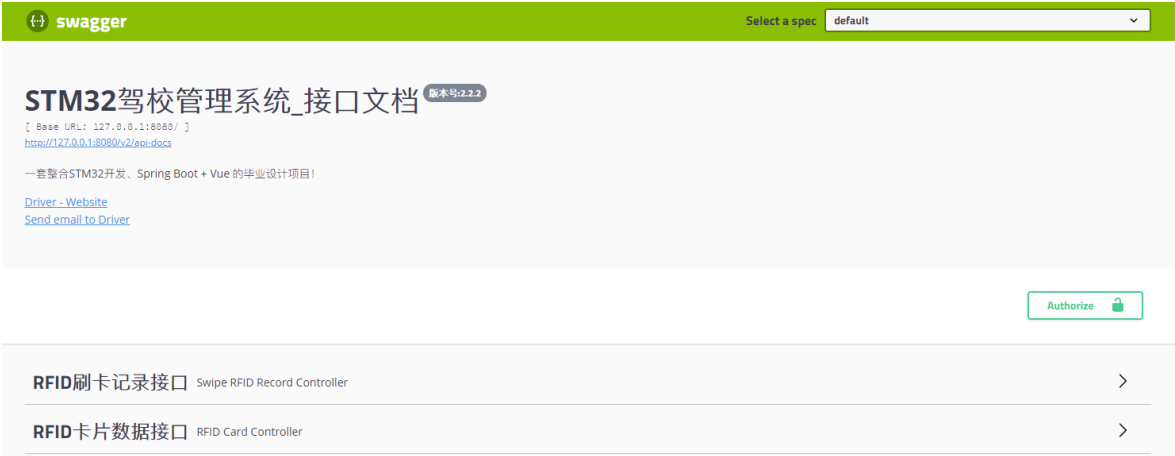 swagger
Select a spec default
STM32驾校管理系统_接口文档 版本号:2.2.2
[ Base URL: 127.0.0.1:8080/ ]
http://127.0.0.1:8080/v2/api-docs
一套整合STM32开发、Spring Boot + Vue 的毕业设计项目!
Driver - Website
Send email to Driver
Authorize
RFID刷卡记录接口 Swipe RFID Record Controller
RFID卡片数据接口 RFID Card Controller